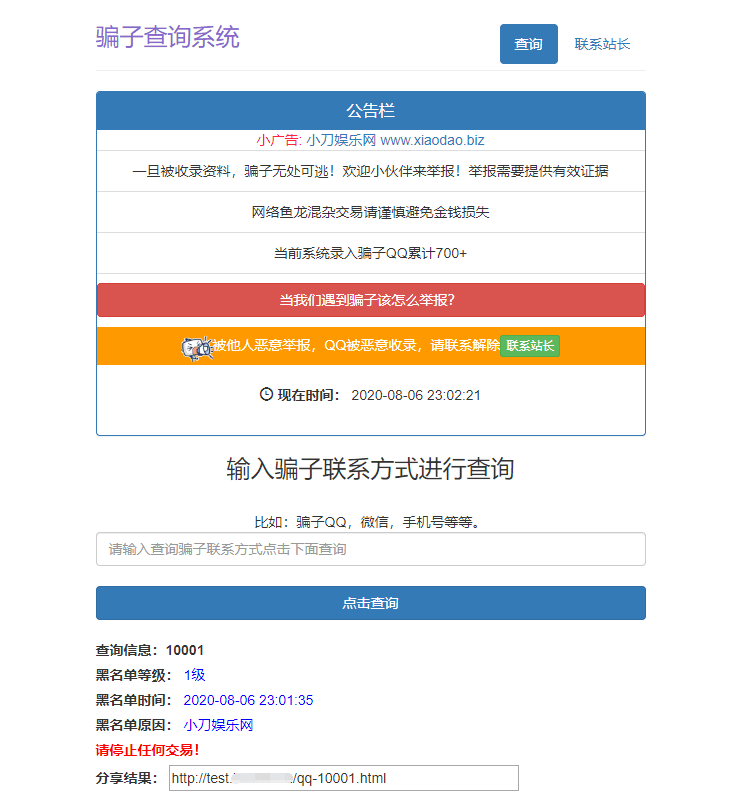 骗子查询系统
查询 联系站长
公告栏
小广告: 小刀娱乐网 www.xiaodao.biz
一旦被收录资料，骗子无处可逃！欢迎小伙伴来举报！举报需要提供有效证据
网络鱼龙混杂交易请谨慎避免金钱损失
当前系统录入骗子QQ累计700+
当我们遇到骗子该怎么举报?
被他人恶意举报，QQ被恶意收录，请联系解除 联系站长
现在时间： 2020-08-06 23:02:21
输入骗子联系方式进行查询
比如：骗子QQ，微信，手机号等等。
请输入查询骗子联系方式点击下面查询
点击查询
查询信息：10001
黑名单等级： 1级
黑名单时间： 2020-08-06 23:01:35
黑名单原因： 小刀娱乐网
请停止任何交易！
分享结果： http://test. /qq-10001.html